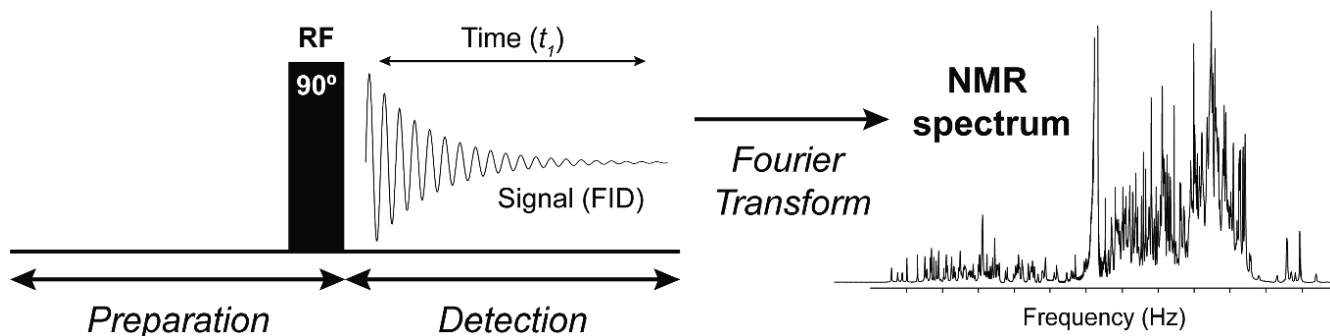 RF
90º
Time (t₁)
Signal (FID)
Preparation
Detection
Fourier
Transform
NMR
spectrum
Frequency (Hz)